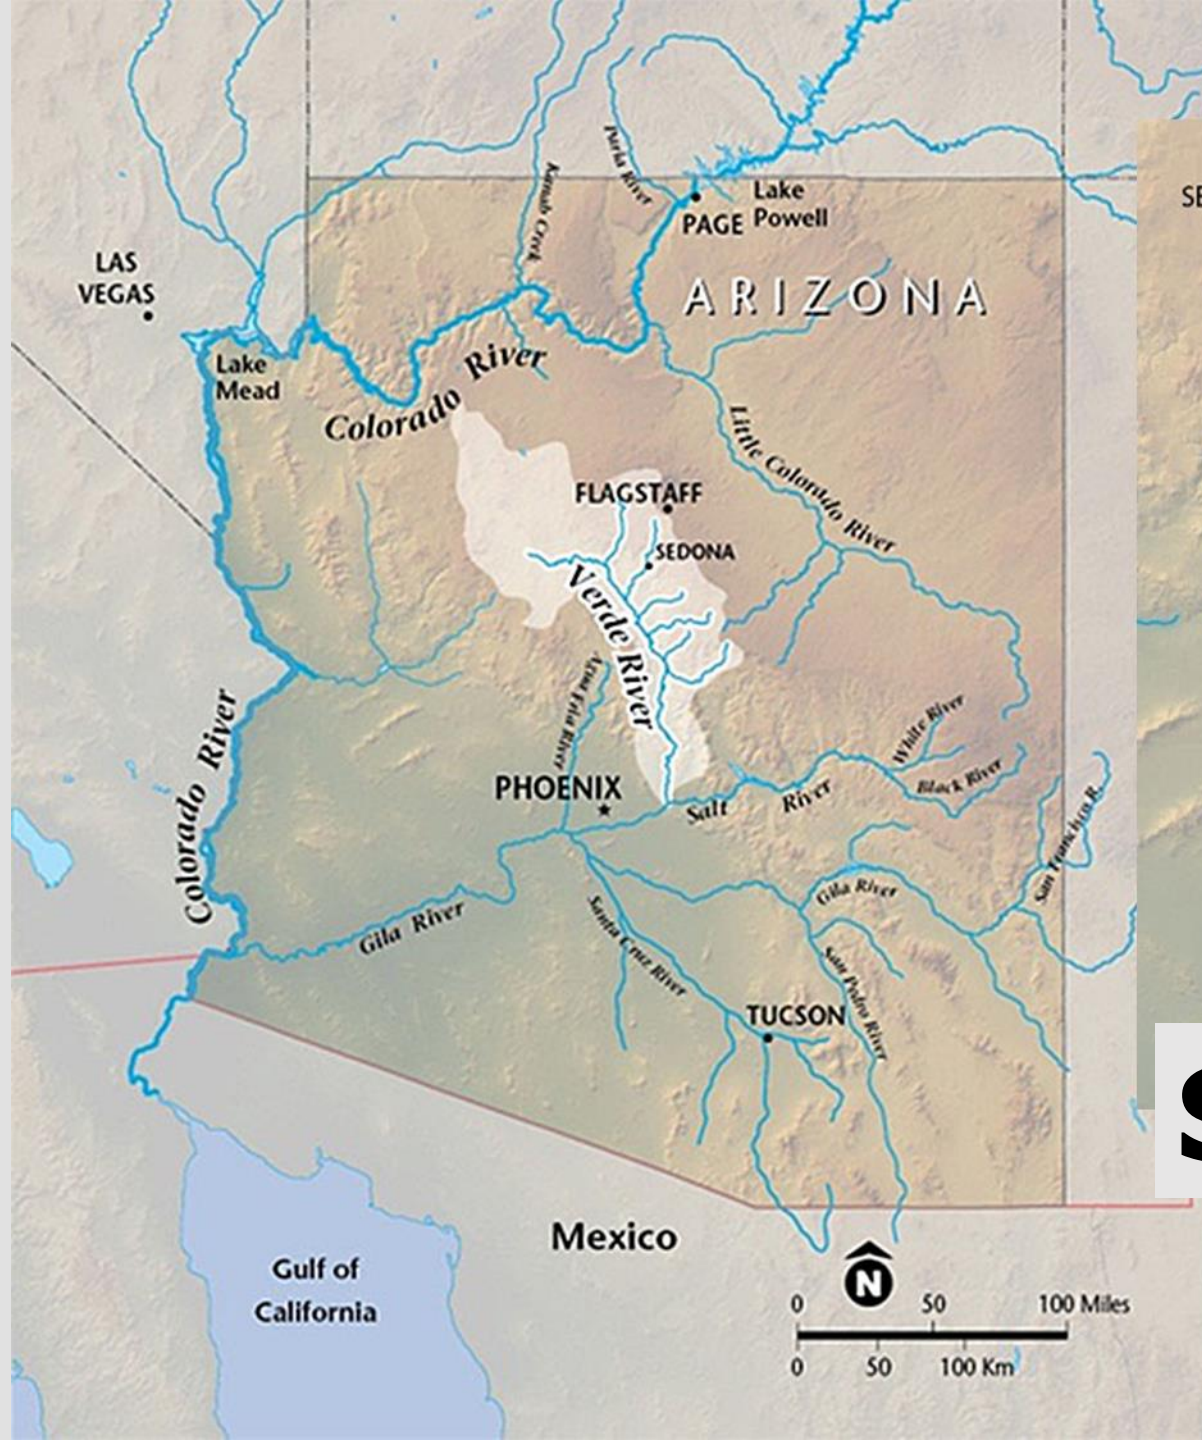 Kanab Creek
Paria River
Lake
Powell
PAGE
LAS
VEGAS
ARIZONA
Lake
Mead
Colorado River
Little Colorado River
FLAGSTAFF
SEDONA
Verde River
Agua Fria River
Colorado River
PHOENIX
Salt River
White River
Black River
San Francisco R.
Gila River
Gila River
Santa Cruz River
San Pedro River
TUCSON
Mexico
Gulf of
California
N
0 50 100 Miles
0 50 100 Km
SE
S